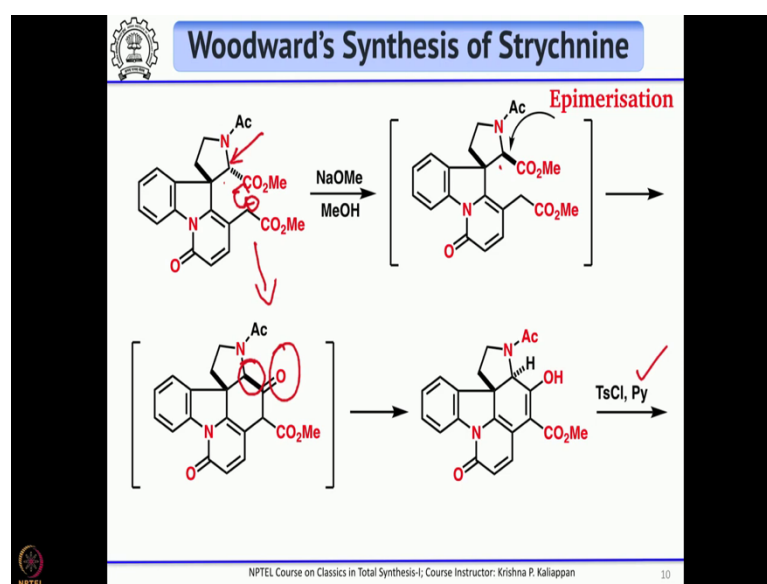 Woodward's Synthesis of Strychnine
Epimerisation
Ac
N
CO₂Me
CO₂Me
N
O
NaOMe
MeOH
Ac
N
CO₂Me
CO₂Me
N
O
Ac
N
O
CO₂Me
N
O
Ac
N
H
OH
CO₂Me
N
O
TsCl, Py
NPTEL
NPTEL Course on Classics in Total Synthesis-I; Course Instructor: Krishna P. Kaliappan
10